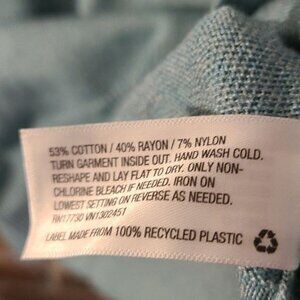 53% COTTON / 40% RAYON / 7% NYLON
TURN GARMENT INSIDE OUT. HAND WASH COLD.
RESHAPE AND LAY FLAT TO DRY. ONLY NON-
CHLORINE BLEACH IF NEEDED. IRON ON
LOWEST SETTING ON REVERSE AS NEEDED.
RN17730 VN1302451
LABEL MADE FROM 100% RECYCLED PLASTIC